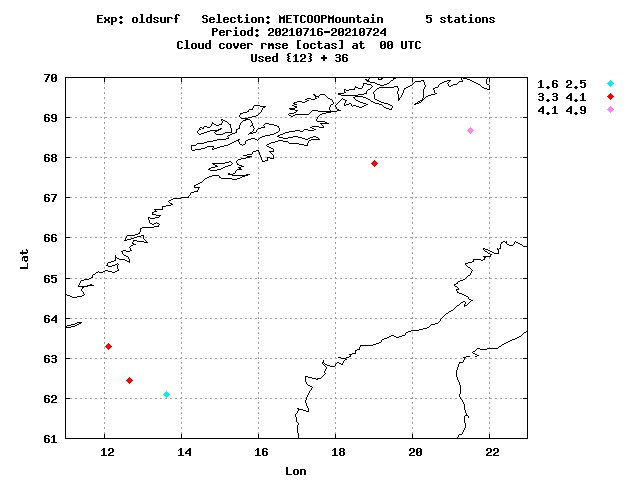 Exp: oldsurf   Selection: METCOOPMountain      5 stations
Period: 20210716-20210724
Cloud cover rmse [octas] at  00 UTC
Used {12} + 36
1.6 2.5
3.3 4.1
4.1 4.9
70
69
68
67
66
65
64
63
62
61
Lat
12 14 16 18 20 22
Lon